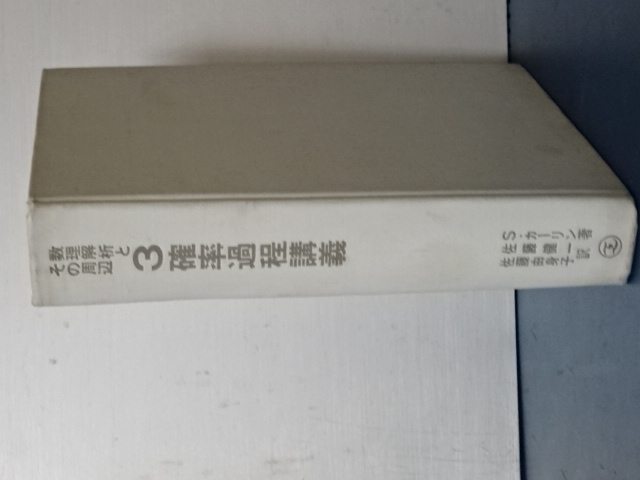 数理解析と
その周辺
3
確率過程講義
S・カーリン著
佐藤健一
佐藤由身子訳